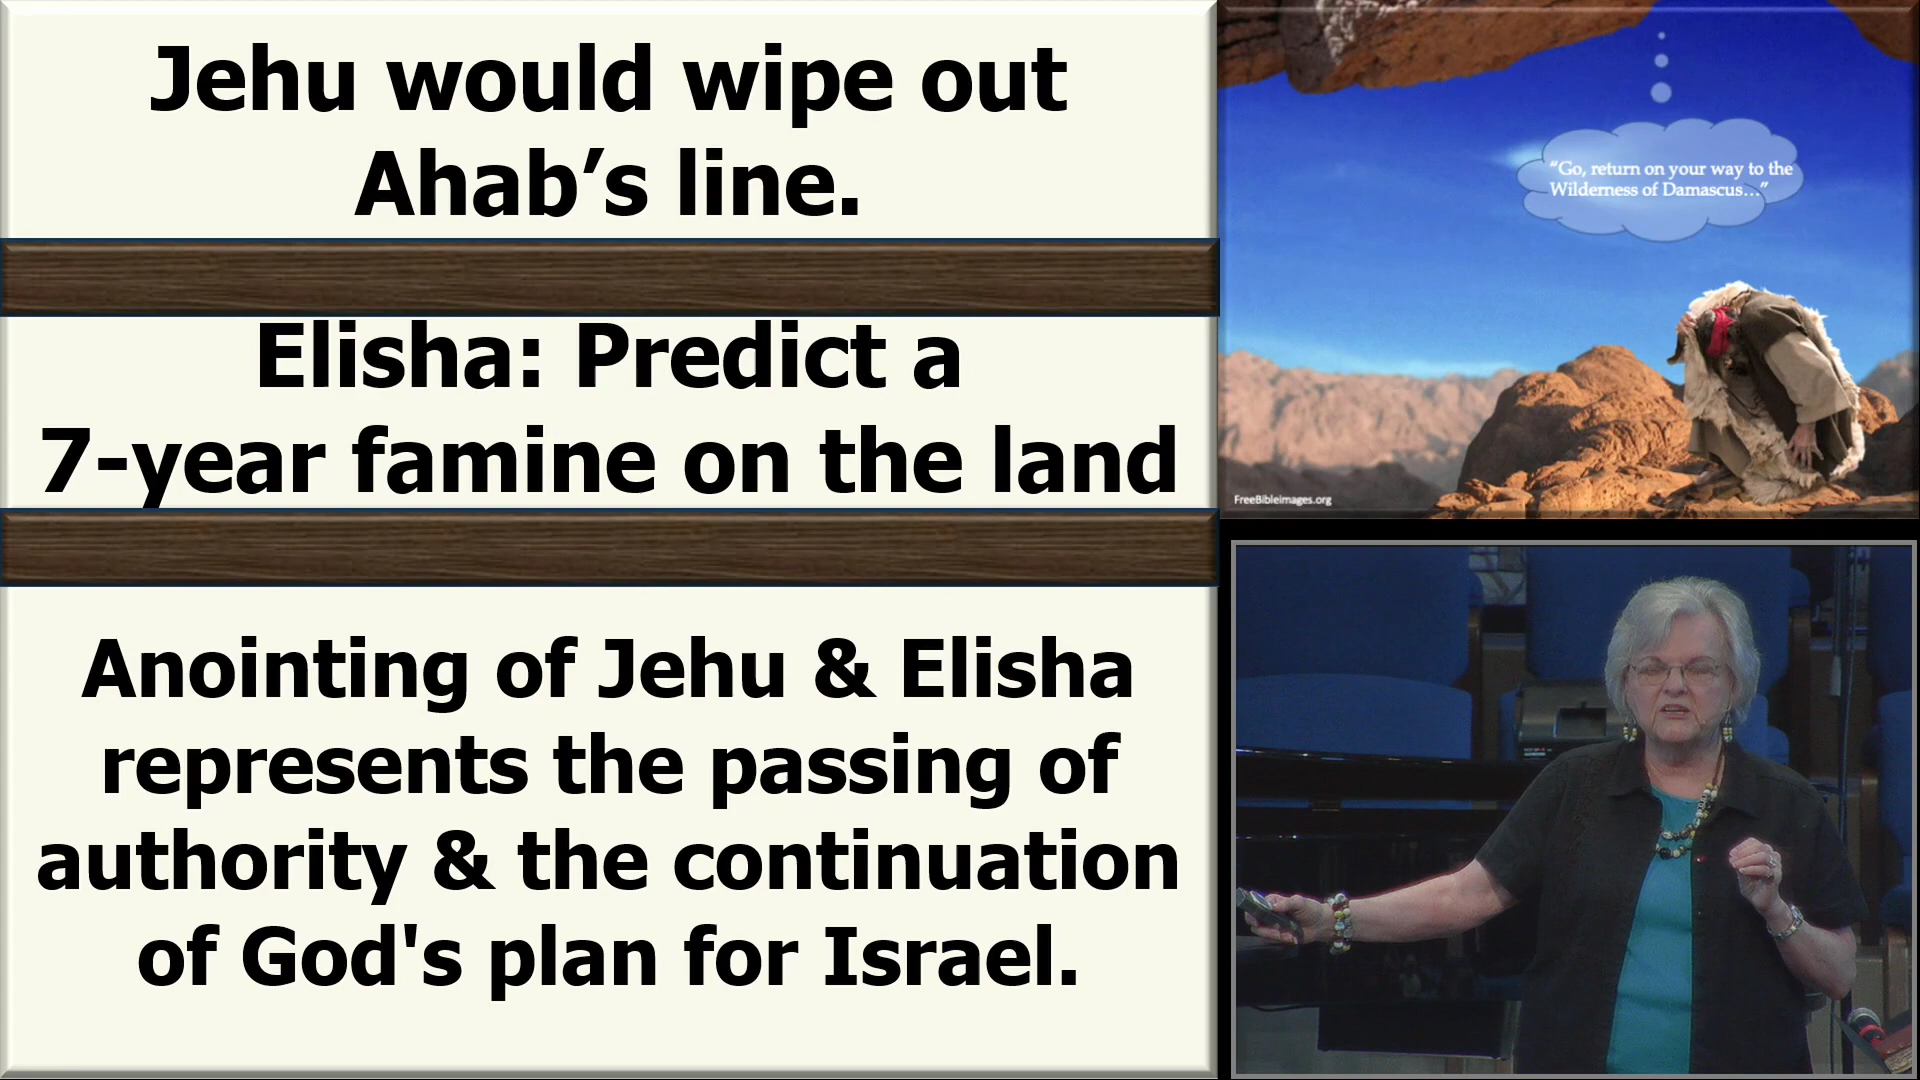 Jehu would wipe out
Ahab’s line.
Elisha: Predict a
7-year famine on the land
Anointing of Jehu & Elisha
represents the passing of
authority & the continuation
of God's plan for Israel.
“Go, return on your way to the
Wilderness of Damascus…”
FreeBibleimages.org